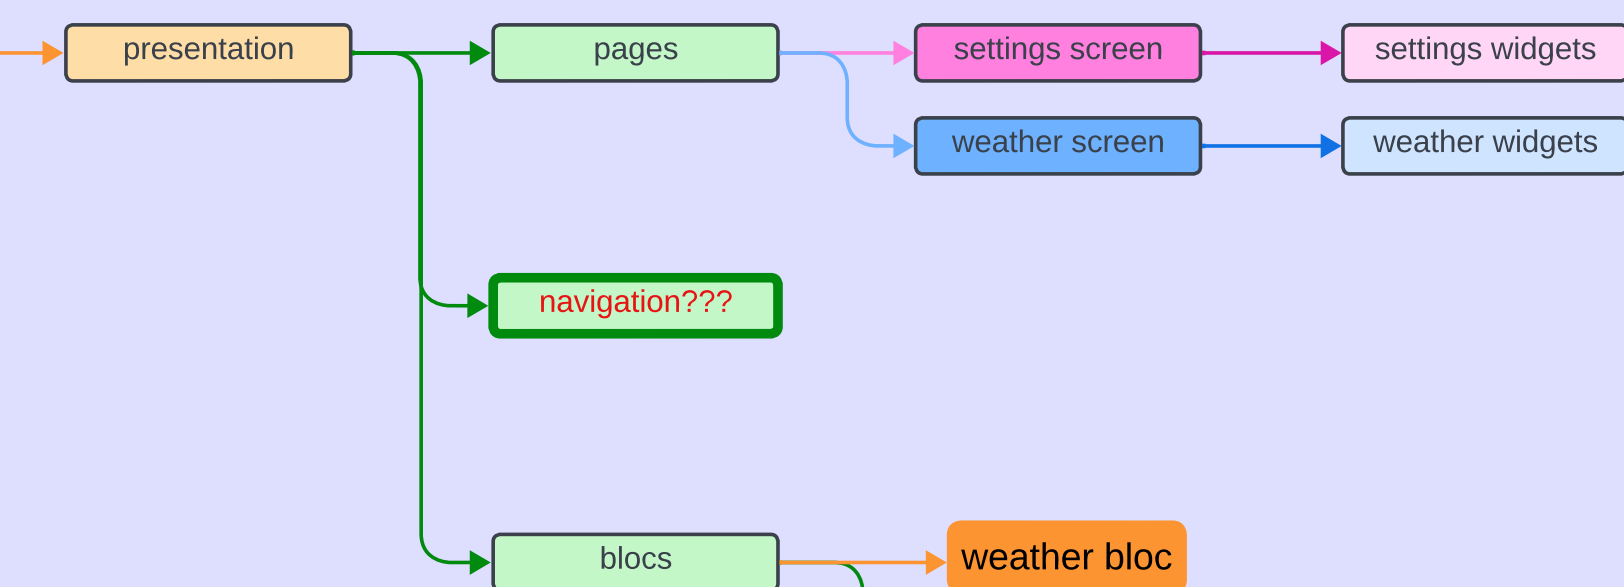 presentation
pages
settings screen
settings widgets
weather screen
weather widgets
navigation???
blocs
weather bloc